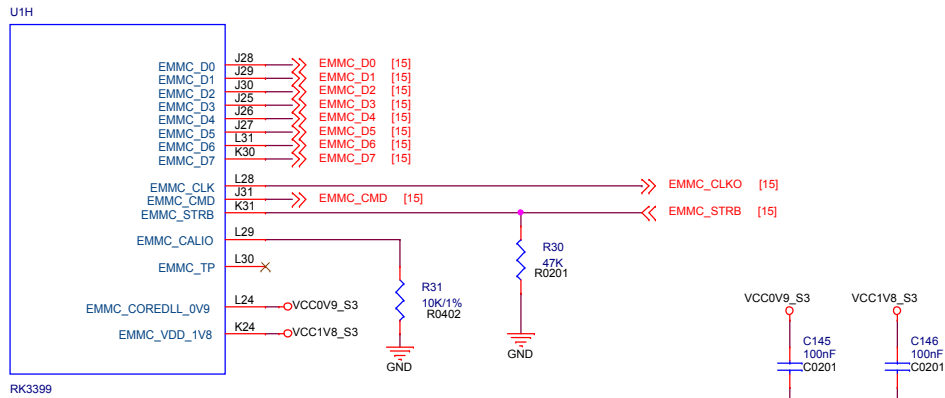 U1H
EMMC_D0 J28 EMMC_D0 [15]
EMMC_D1 J29 EMMC_D1 [15]
EMMC_D2 J30 EMMC_D2 [15]
EMMC_D3 J25 EMMC_D3 [15]
EMMC_D4 J26 EMMC_D4 [15]
EMMC_D5 J27 EMMC_D5 [15]
EMMC_D6 L31 EMMC_D6 [15]
EMMC_D7 K30 EMMC_D7 [15]
EMMC_CLK L28 EMMC_CLKO [15]
EMMC_CMD J31 EMMC_CMD [15]
EMMC_STRB K31 EMMC_STRB [15]
EMMC_CALIO L29
R30
47K
R0201
EMMC_TP L30
R31
10K/1%
R0402
EMMC_COREDLL_0V9 L24 VCC0V9_S3
EMMC_VDD_1V8 K24 VCC1V8_S3
GND
GND
VCC0V9_S3 VCC1V8_S3
C145
100nF
C0201
C146
100nF
C0201
RK3399